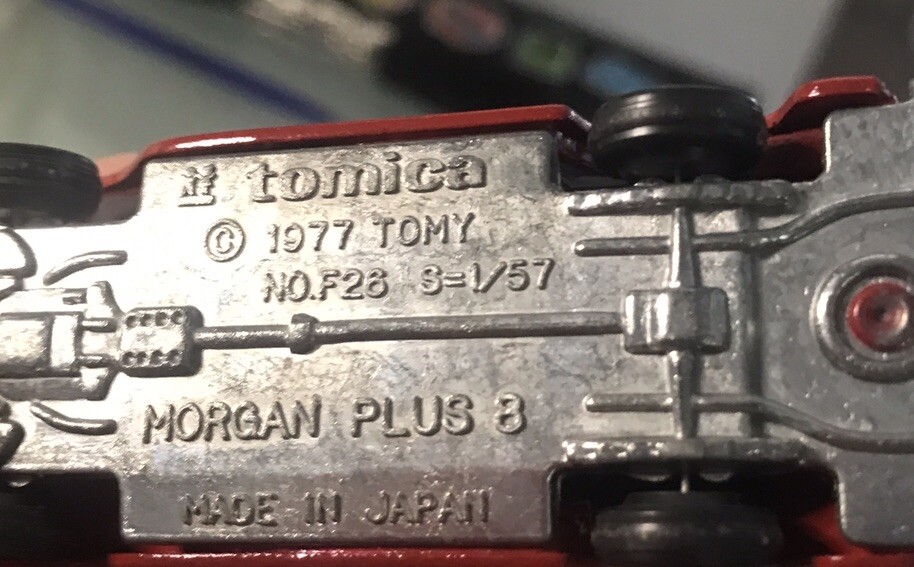 tomica
© 1977 TOMY
NO.F26 S=1/57
MORGAN PLUS 8
MADE IN JAPAN